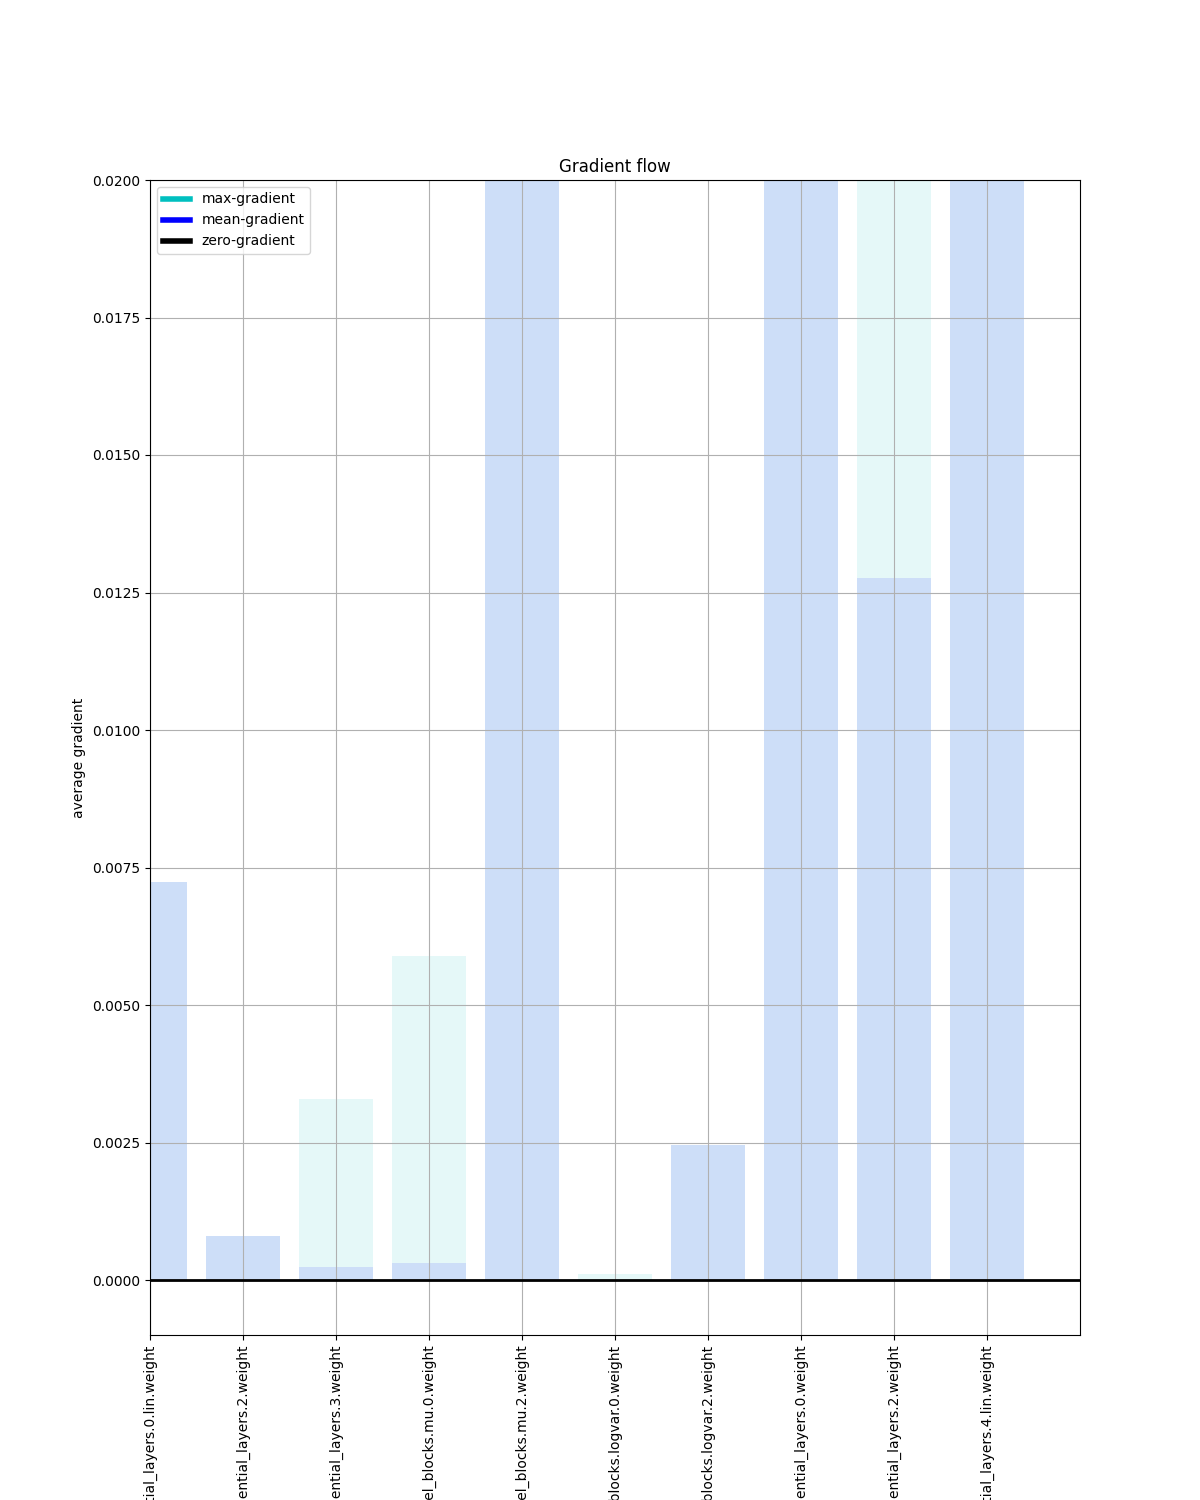 Gradient flow
max-gradient
mean-gradient
zero-gradient
0.0200
0.0175
0.0150
0.0125
0.0100
0.0075
0.0050
0.0025
0.0000
average gradient
tial_layers.0.lin.weight
ential_layers.2.weight
ential_layers.3.weight
el_blocks.mu.0.weight
el_blocks.mu.2.weight
blocks.logvar.0.weight
blocks.logvar.2.weight
ential_layers.0.weight
ential_layers.2.weight
tial_layers.4.lin.weight